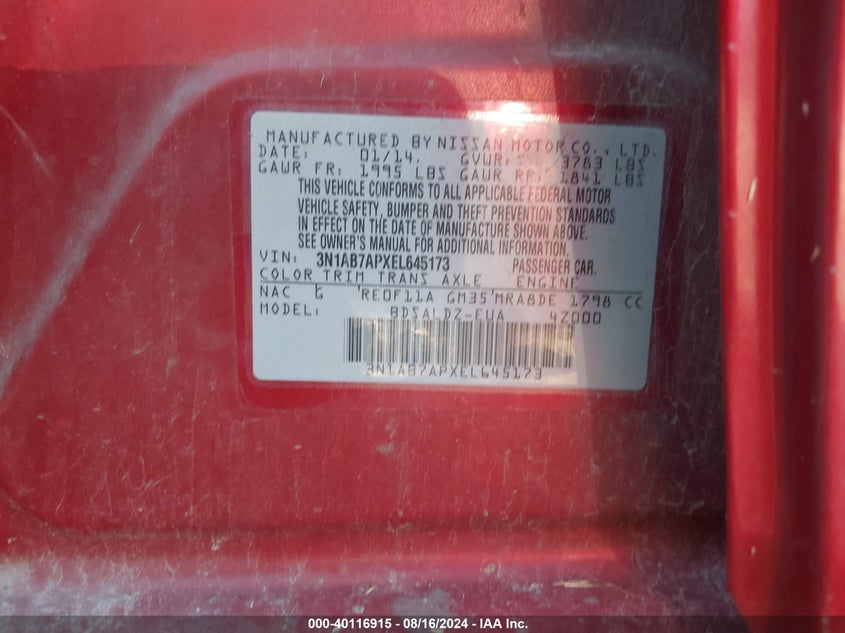 MANUFACTURED BY NISSAN MOTOR CO., LTD.
DATE: 01/14. GVWR: 3783 LBS
GAWR FR: 1995 LBS GAWR RR: 1841 LBS
THIS VEHICLE CONFORMS TO ALL APPLICABLE FEDERAL MOTOR
VEHICLE SAFETY, BUMPER AND THEFT PREVENTION STANDARDS
IN EFFECT ON THE DATE OF MANUFACTURE SHOWN ABOVE.
SEE OWNER'S MANUAL FOR ADDITIONAL INFORMATION.
VIN: 3N1AB7APXEL645173 PASSENGER CAR.
COLOR TRIM TRANS AXLE ENGINE
NAC G RE0F11A GM35 MRA8DE 1798 CC
MODEL: BDSALDZ-EUA 4Z000
3N1AB7APXEL645173
000-40116915 - 08/16/2024 - IAA Inc.